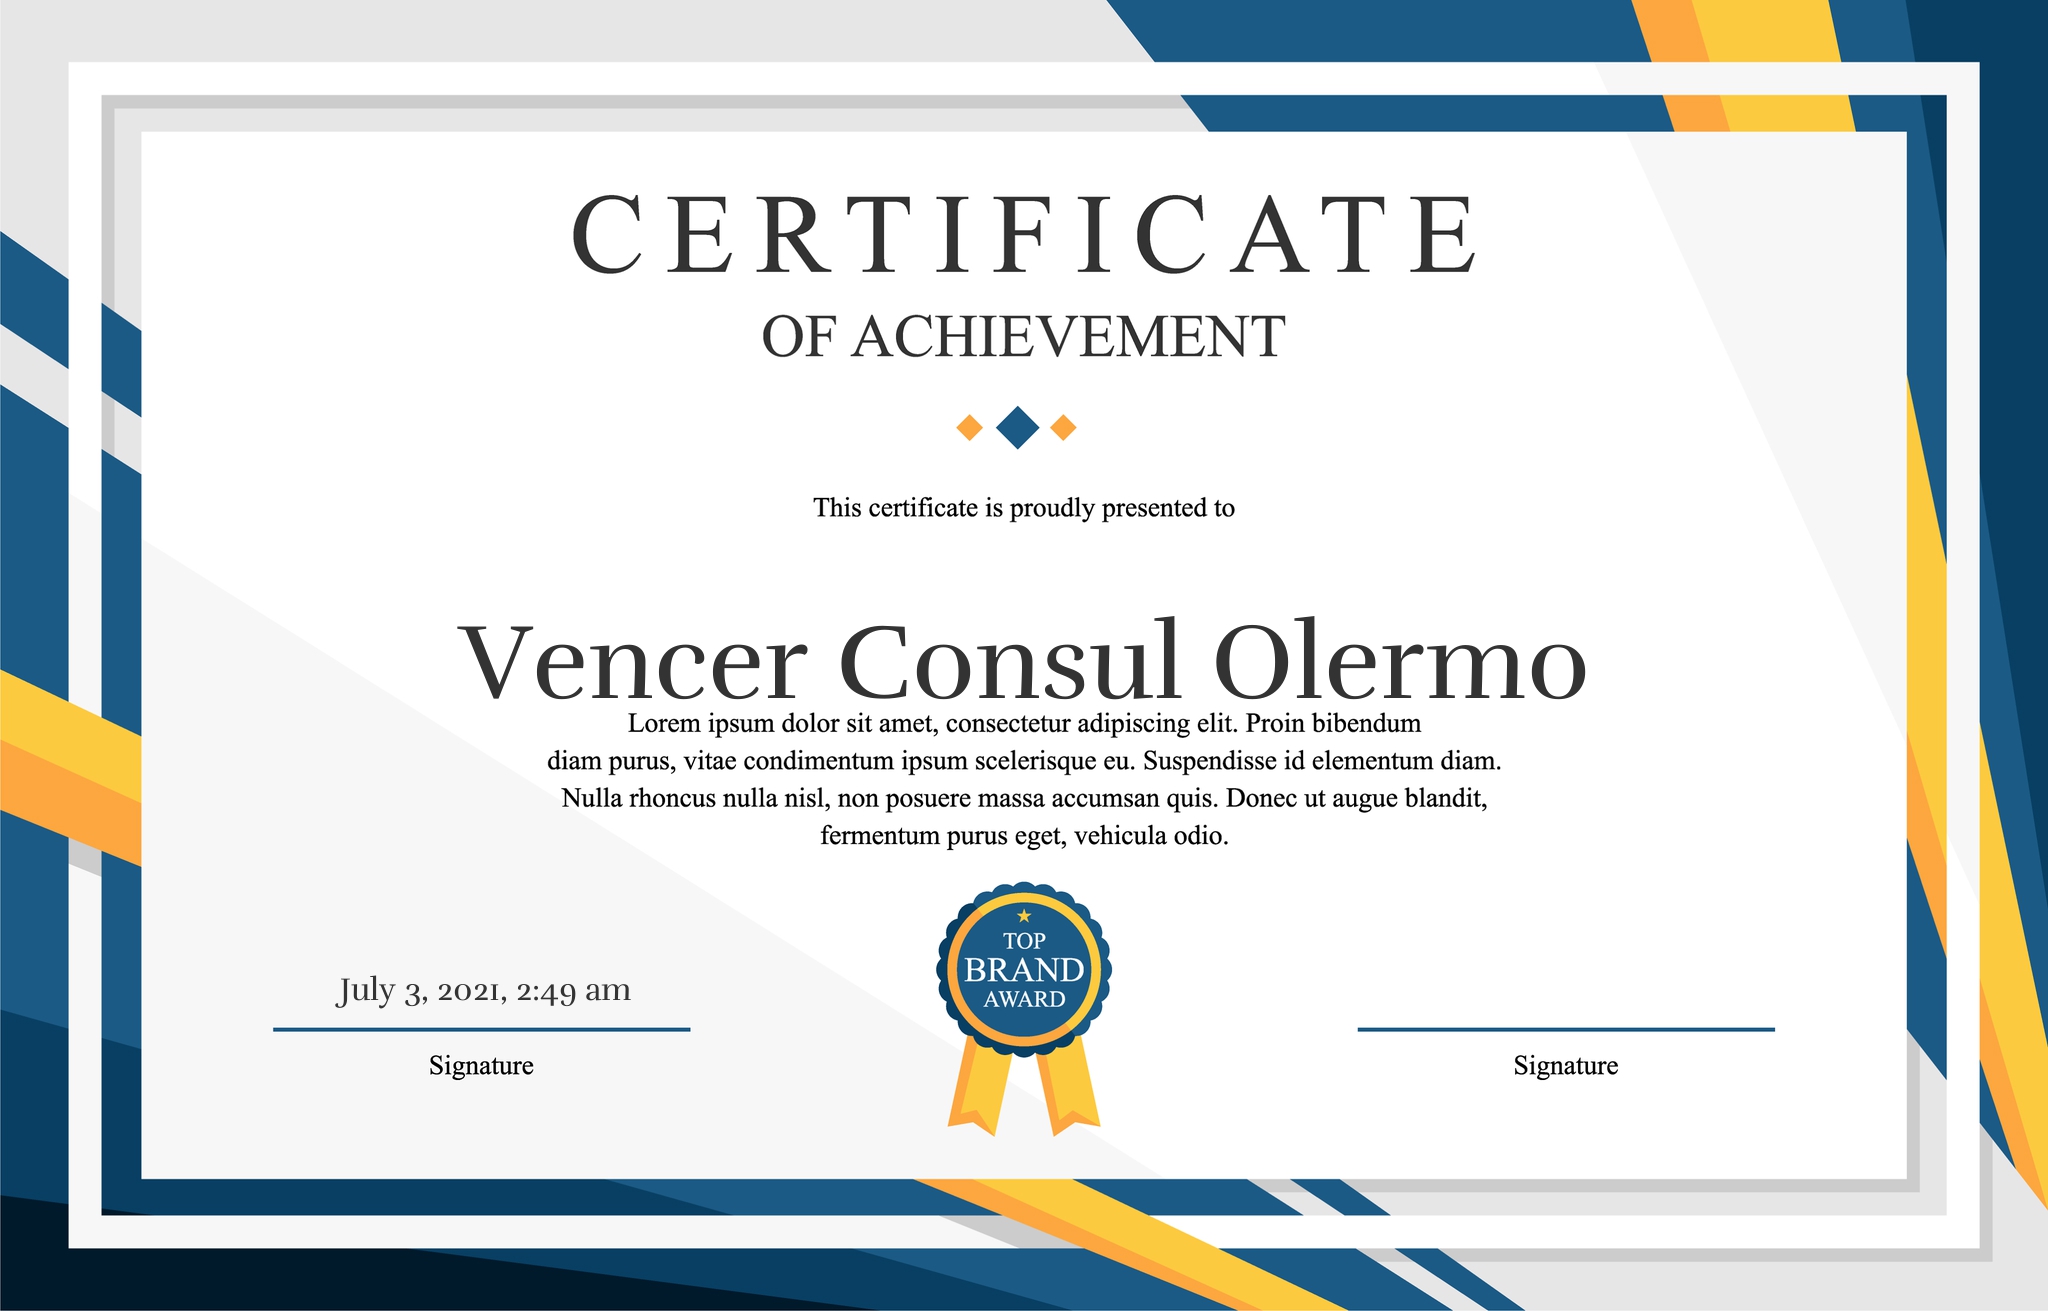 CERTIFICATE
OF ACHIEVEMENT
This certificate is proudly presented to
Vencer Consul Olermo
Lorem ipsum dolor sit amet, consectetur adipiscing elit. Proin bibendum
diam purus, vitae condimentum ipsum scelerisque eu. Suspendisse id elementum diam.
Nulla rhoncus nulla nisl, non posuere massa accumsan quis. Donec ut augue blandit,
fermentum purus eget, vehicula odio.
TOP
BRAND
AWARD
July 3, 2021, 2:49 am
Signature
Signature